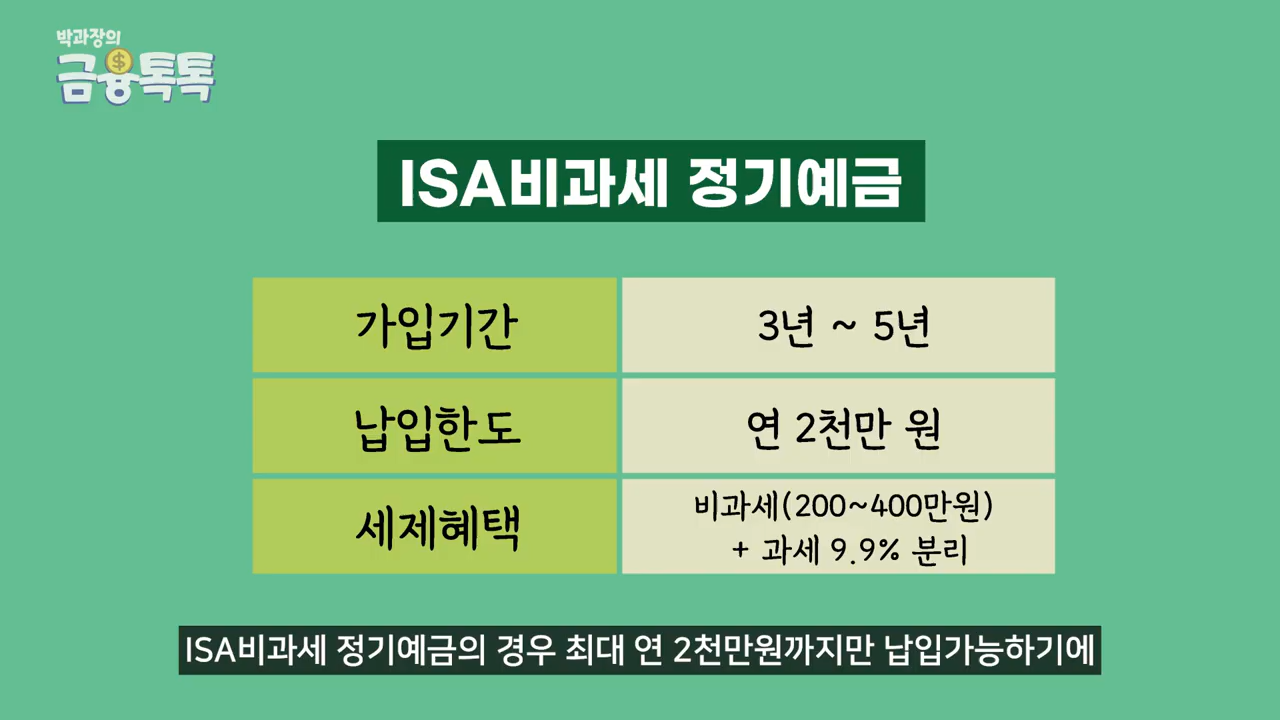 박과장의
금융톡톡
ISA비과세 정기예금
가입기간
3년 ~ 5년
납입한도
연 2천만 원
세제혜택
비과세(200~400만원)
+ 과세 9.9% 분리
ISA비과세 정기예금의 경우 최대 연 2천만원까지만 납입가능하기에